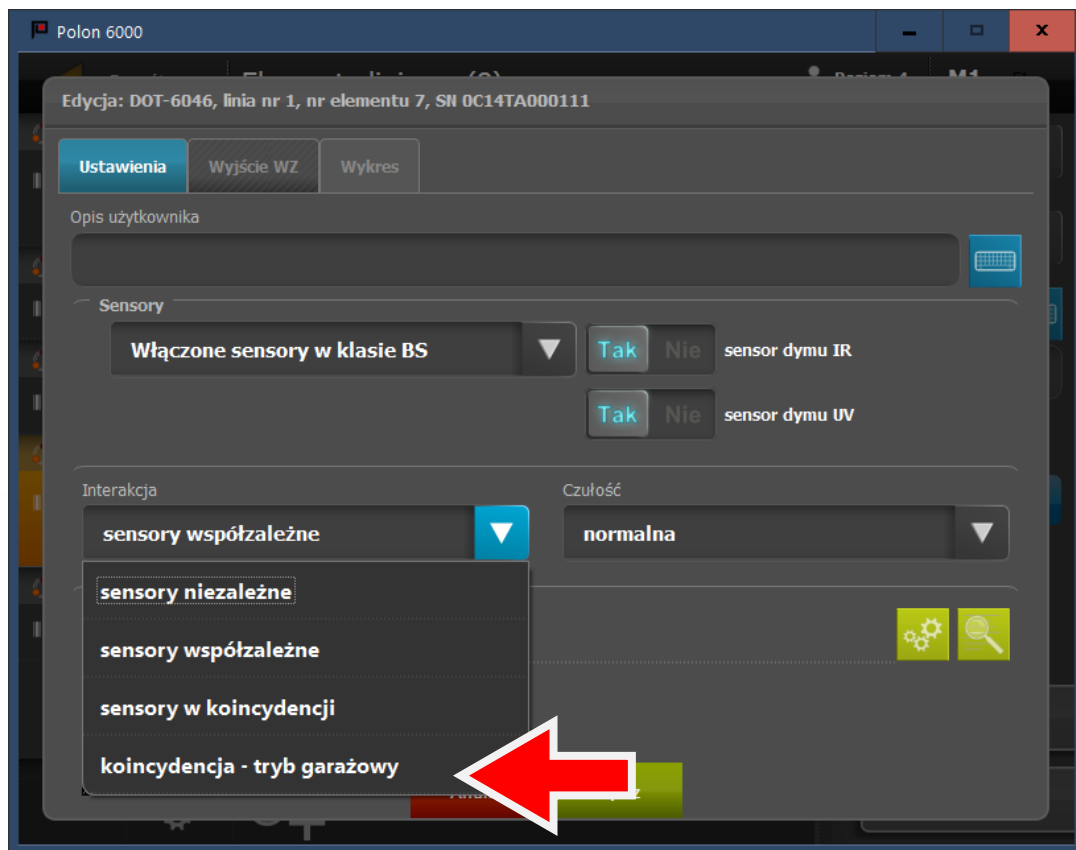 Polon 6000
Edycja: DOT-6046, linia nr 1, nr elementu 7, SN 0C14TA000111
Ustawienia Wyjście WZ Wykres
Opis użytkownika
Sensory
Włączone sensory w klasie BS Tak Nie sensor dymu IR
Tak Nie sensor dymu UV
Interakcja Czułość
sensory współzależne normalna
sensory niezależne
sensory współzależne
sensory w koincydencji
koincydencja - tryb garażowy